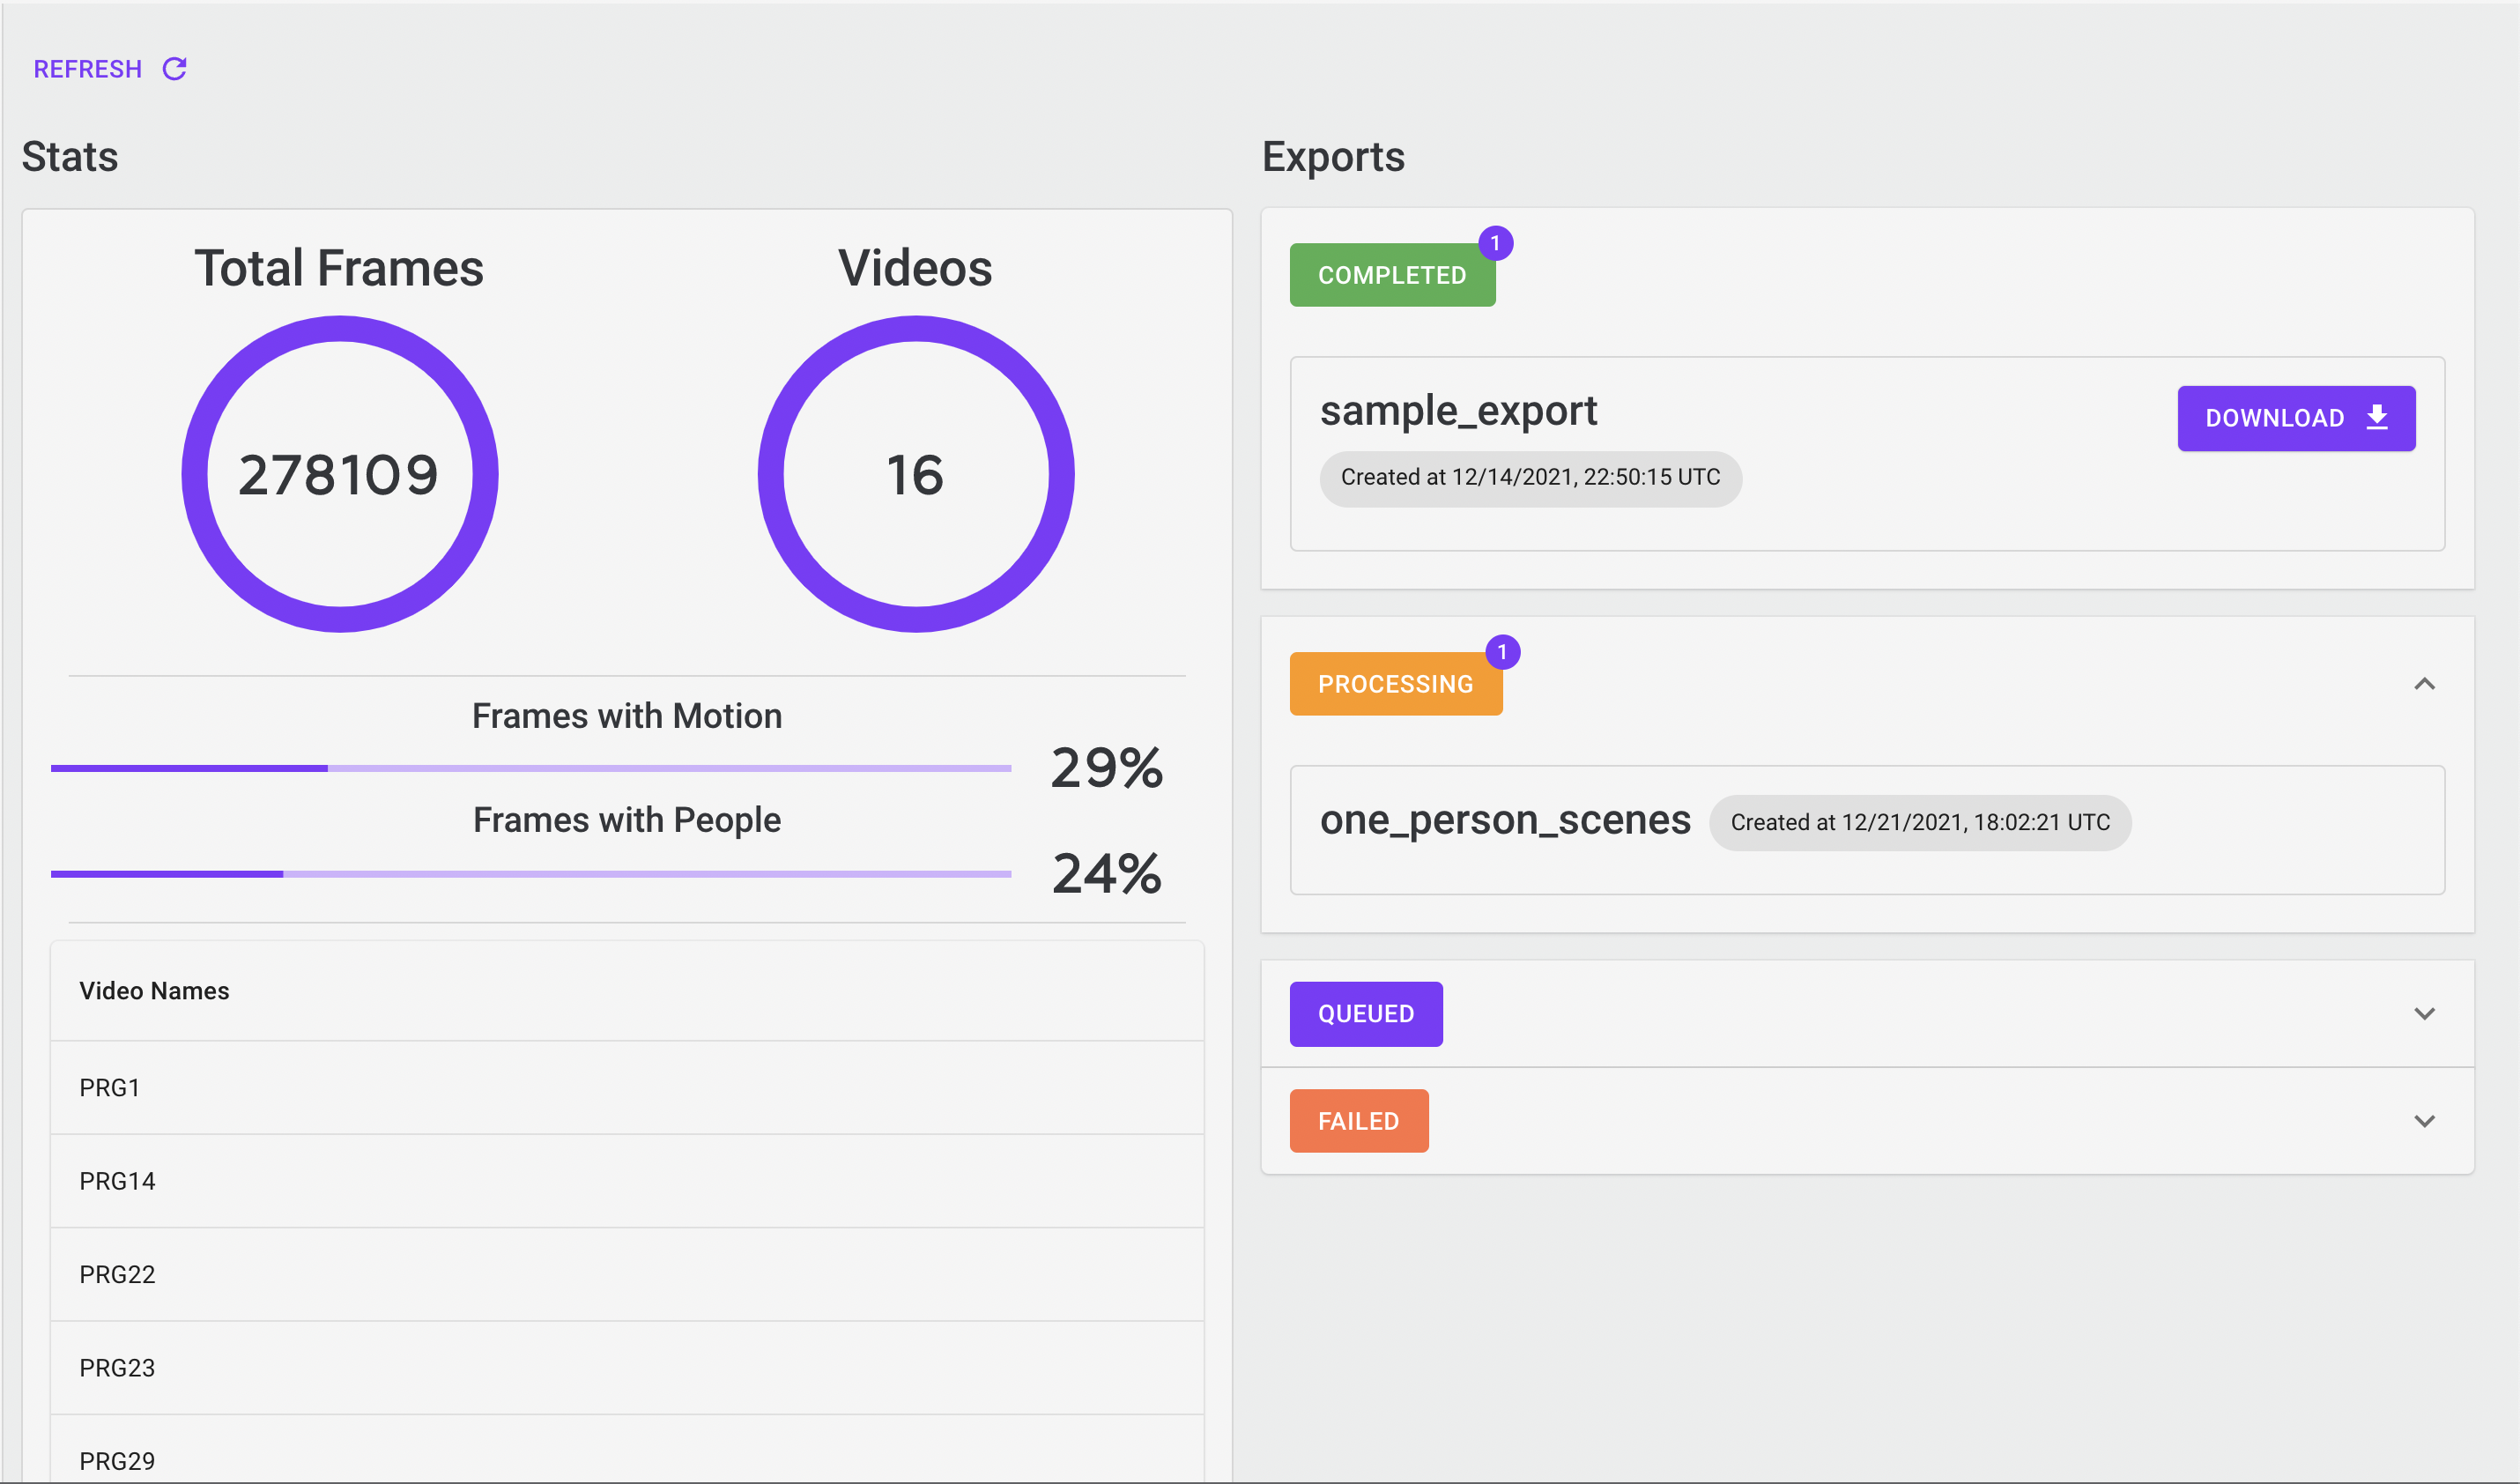 REFRESH
Stats
Total Frames
Videos
278109
16
Frames with Motion
29%
Frames with People
24%
Video Names
PRG1
PRG14
PRG22
PRG23
PRG29
Exports
COMPLETED
1
sample_export
DOWNLOAD
Created at 12/14/2021, 22:50:15 UTC
PROCESSING
1
one_person_scenes
Created at 12/21/2021, 18:02:21 UTC
QUEUED
FAILED